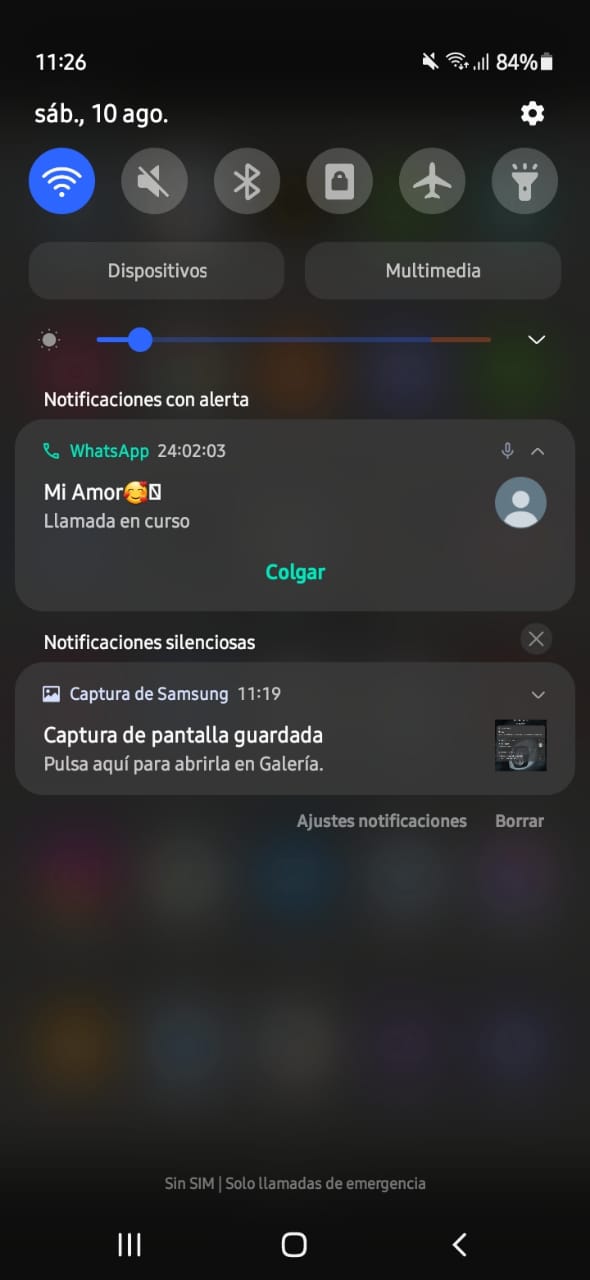 11:26 84%
sáb., 10 ago.
Dispositivos Multimedia
Notificaciones con alerta
WhatsApp 24:02:03
Mi Amor🥰
Llamada en curso
Colgar
Notificaciones silenciosas
Captura de Samsung 11:19
Captura de pantalla guardada
Pulsa aquí para abrirla en Galería.
Ajustes notificaciones Borrar
Sin SIM | Solo llamadas de emergencia